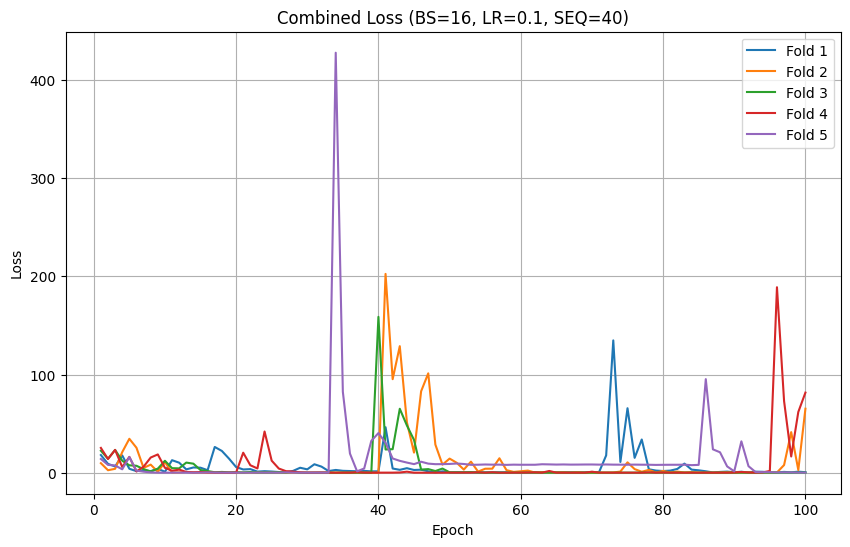 Combined Loss (BS=16, LR=0.1, SEQ=40)
Fold 1
Fold 2
Fold 3
Fold 4
Fold 5
Loss
400
300
200
100
0
0 20 40 60 80 100
Epoch